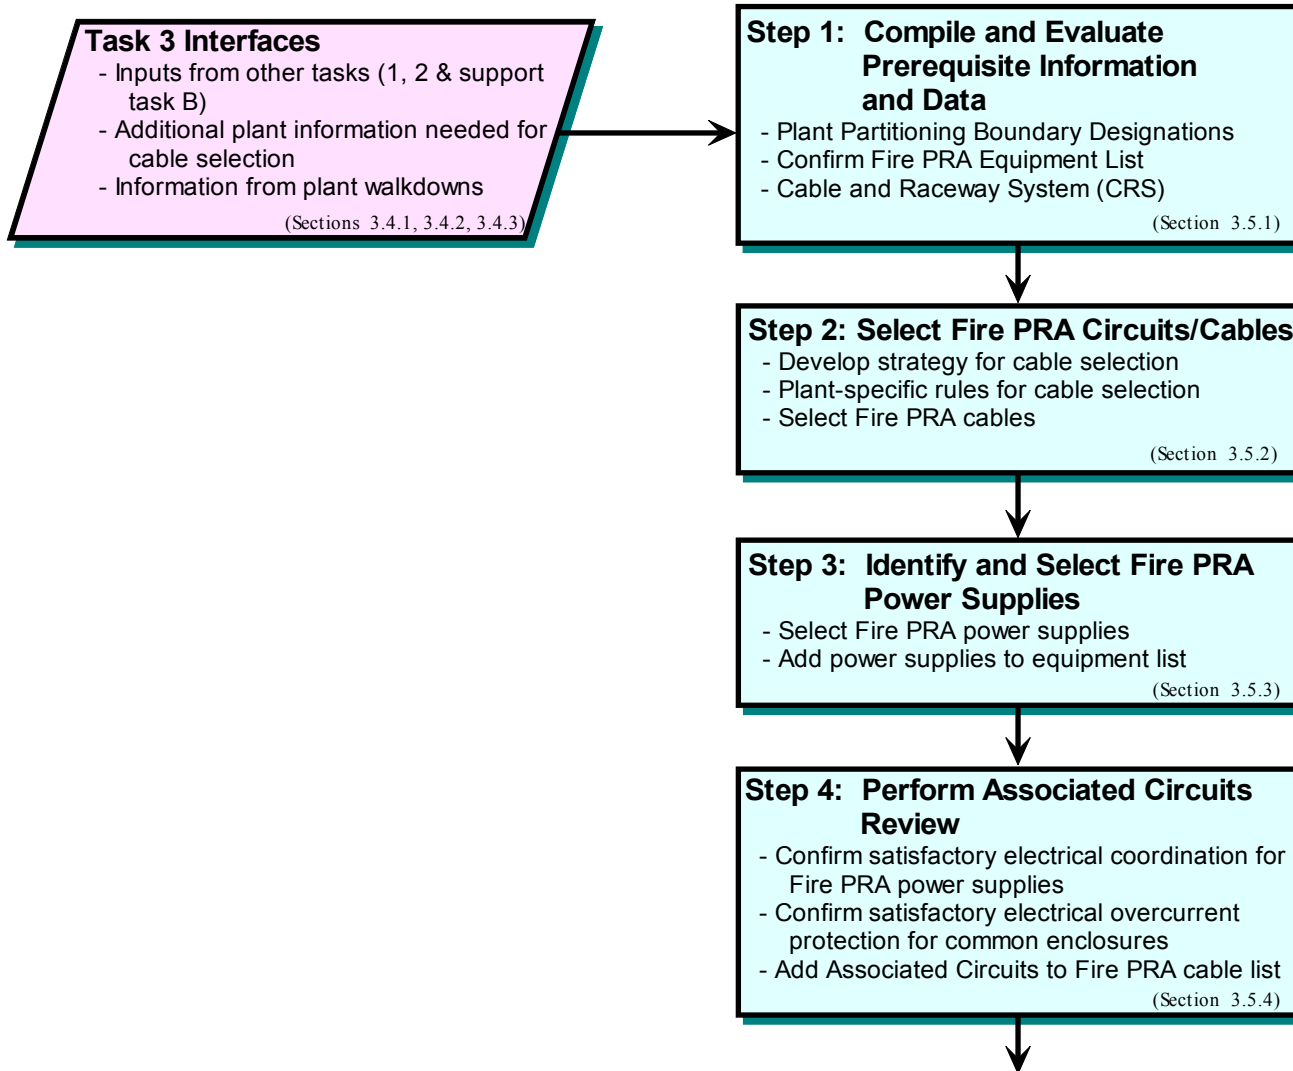 Task 3 Interfaces
- Inputs from other tasks (1, 2 & support
task B)
- Additional plant information needed for
cable selection
- Information from plant walkdowns
(Sections 3.4.1, 3.4.2, 3.4.3)
Step 1: Compile and Evaluate
Prerequisite Information
and Data
- Plant Partitioning Boundary Designations
- Confirm Fire PRA Equipment List
- Cable and Raceway System (CRS)
(Section 3.5.1)
Step 2: Select Fire PRA Circuits/Cables
- Develop strategy for cable selection
- Plant-specific rules for cable selection
- Select Fire PRA cables
(Section 3.5.2)
Step 3: Identify and Select Fire PRA
Power Supplies
- Select Fire PRA power supplies
- Add power supplies to equipment list
(Section 3.5.3)
Step 4: Perform Associated Circuits
Review
- Confirm satisfactory electrical coordination for
Fire PRA power supplies
- Confirm satisfactory electrical overcurrent
protection for common enclosures
- Add Associated Circuits to Fire PRA cable list
(Section 3.5.4)